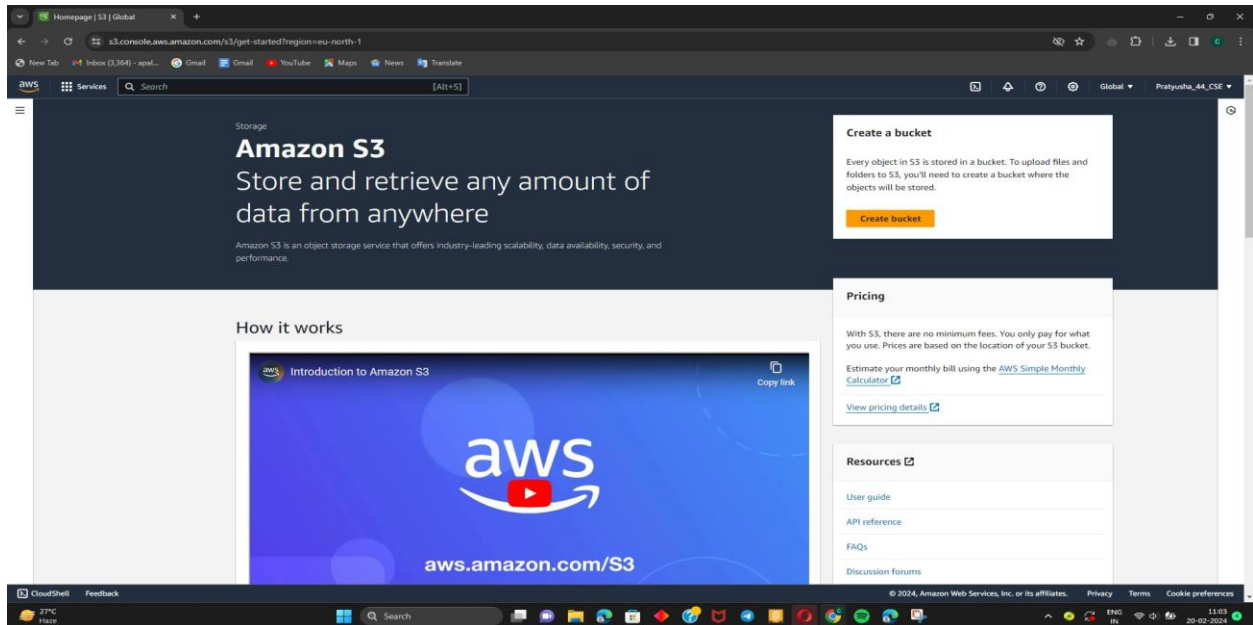 Homepage | S3 | Global
s3.console.aws.amazon.com/s3/get-started?region=eu-north-1
New Tab
Inbox (3,364) - apal...
Gmail
Gmail
YouTube
Maps
News
Translate
aws
Services
Search
[Alt+S]
Global
Pratyusha_44_CSE
Storage
Amazon S3
Store and retrieve any amount of
data from anywhere
Amazon S3 is an object storage service that offers industry-leading scalability, data availability, security, and
performance.
Create a bucket
Every object in S3 is stored in a bucket. To upload files and
folders to S3, you'll need to create a bucket where the
objects will be stored.
Create bucket
Pricing
With S3, there are no minimum fees. You only pay for what
you use. Prices are based on the location of your S3 bucket.
Estimate your monthly bill using the AWS Simple Monthly
Calculator
View pricing details
How it works
aws
Introduction to Amazon S3
Copy link
aws
aws.amazon.com/S3
Resources
User guide
API reference
FAQs
Discussion forums
CloudShell
Feedback
© 2024, Amazon Web Services, Inc. or its affiliates.
Privacy
Terms
Cookie preferences
27°C
Haze
Search
ENG
IN
11:03
20-02-2024